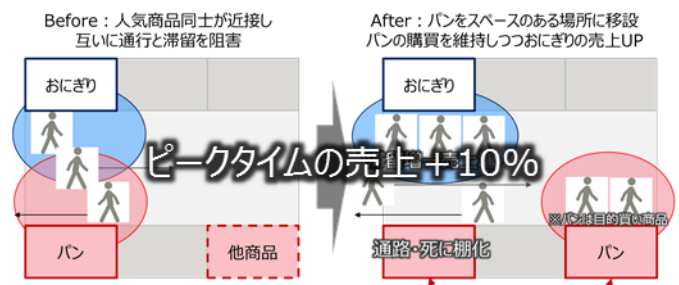 Before：人気商品同士が近接し
互いに通行と滞留を阻害
After：パンをスペースのある場所に移設
パンの購買を維持しつつおにぎりの売上UP
おにぎり
おにぎり
ピークタイムの売上＋10％
※パンは目的買い商品
パン
他商品
通路・死に棚化
パン